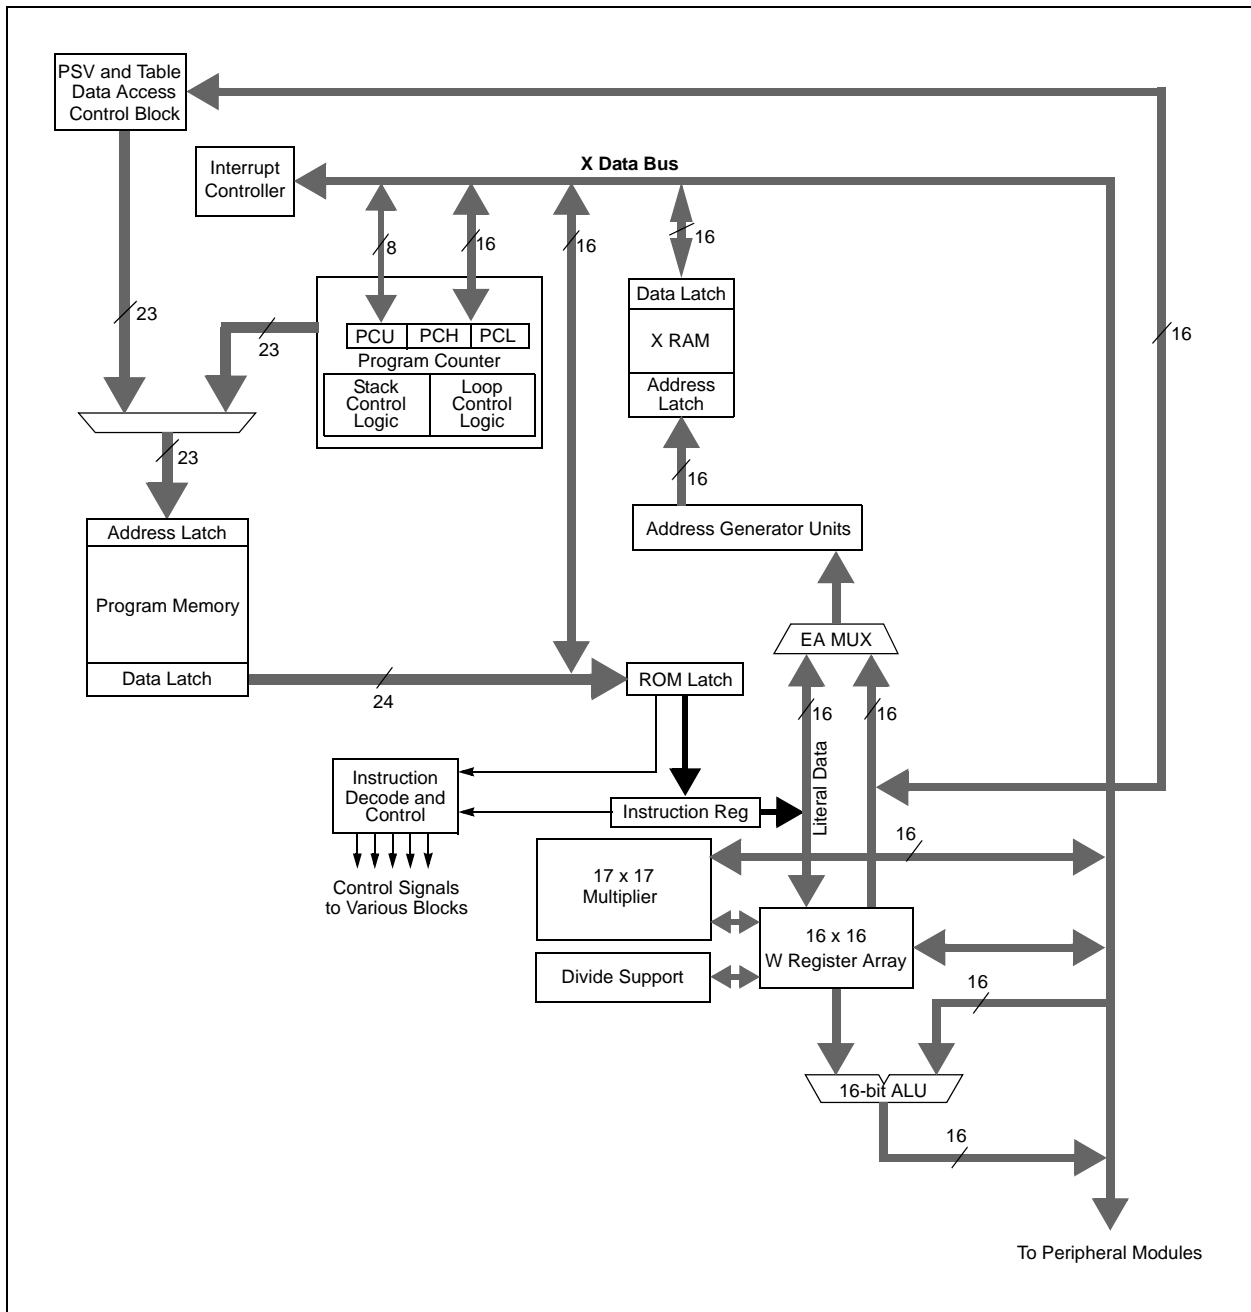 PSV and Table
Data Access
Control Block
Interrupt
Controller
X Data Bus
8
16
16
16
23
23
16
PCU
PCH
PCL
Program Counter
Stack
Control
Logic
Loop
Control
Logic
Data Latch
X RAM
Address
Latch
23
16
Address Latch
Program Memory
Data Latch
Address Generator Units
EA MUX
24
ROM Latch
16
16
Literal Data
Instruction
Decode and
Control
Instruction Reg
Control Signals
to Various Blocks
17 x 17
Multiplier
16
16 x 16
W Register Array
Divide Support
16
16-bit ALU
16
To Peripheral Modules